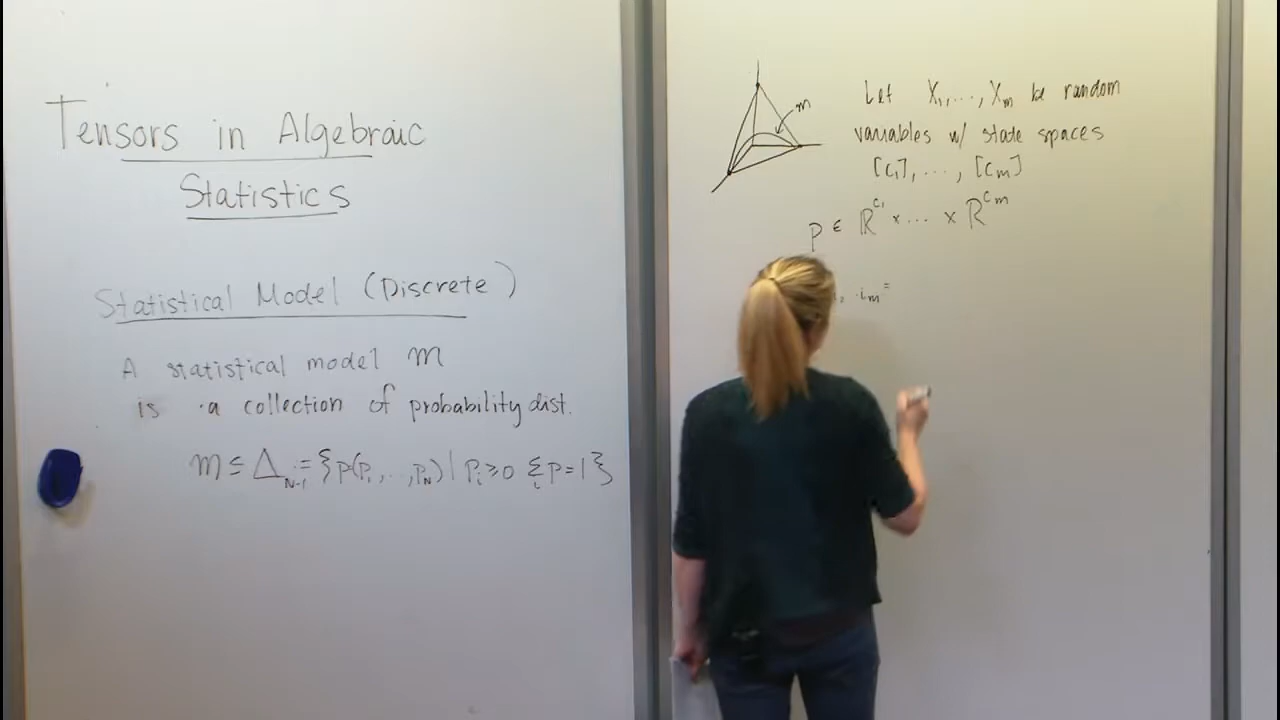 Tensors in Algebraic
Statistics
Statistical Model (Discrete)
A statistical model m
is a collection of probability dist.
m ⊆ Δ_{N-1} := {p(p_1, ..., p_N) | p_i ≥ 0 Σ_i p = 1}
m
Let X_1, ..., X_m be random
variables w/ state spaces
[c_1], ..., [c_m]
p ∈ ℝ^{c_1} × ... × ℝ^{c_m}
i_m =